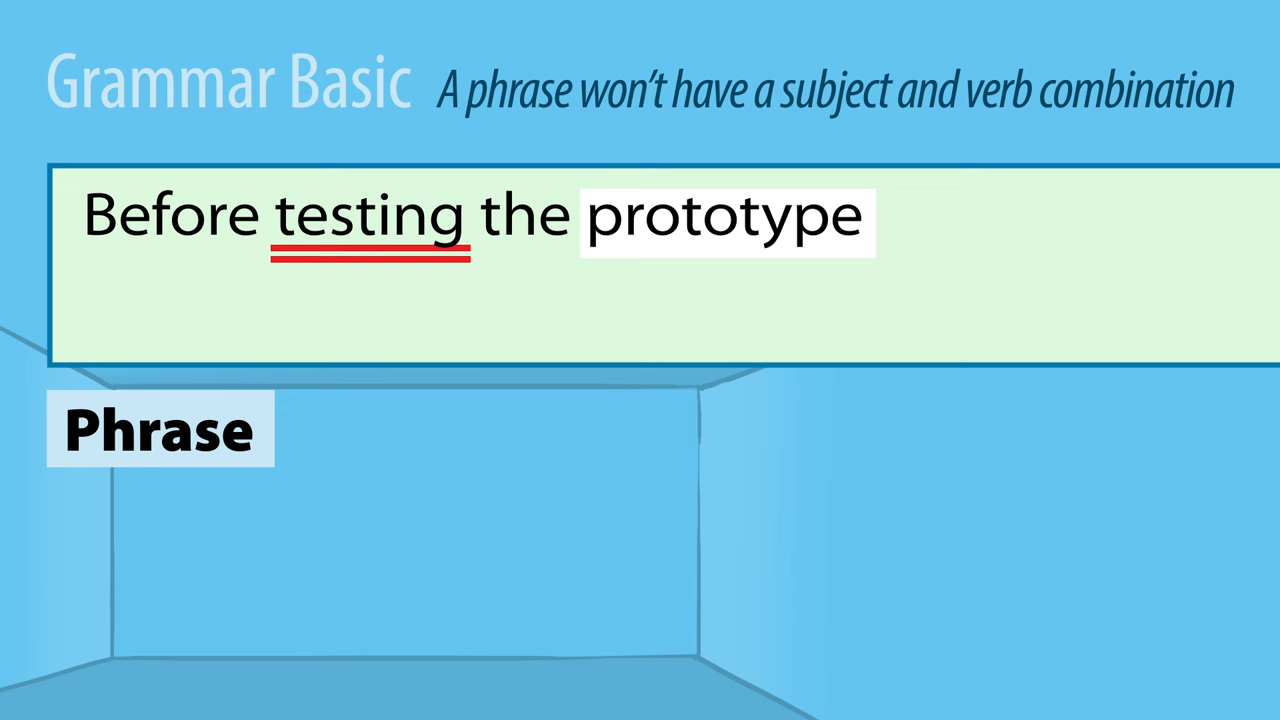 Grammar Basic A phrase won't have a subject and verb combination
Before testing the prototype
Phrase